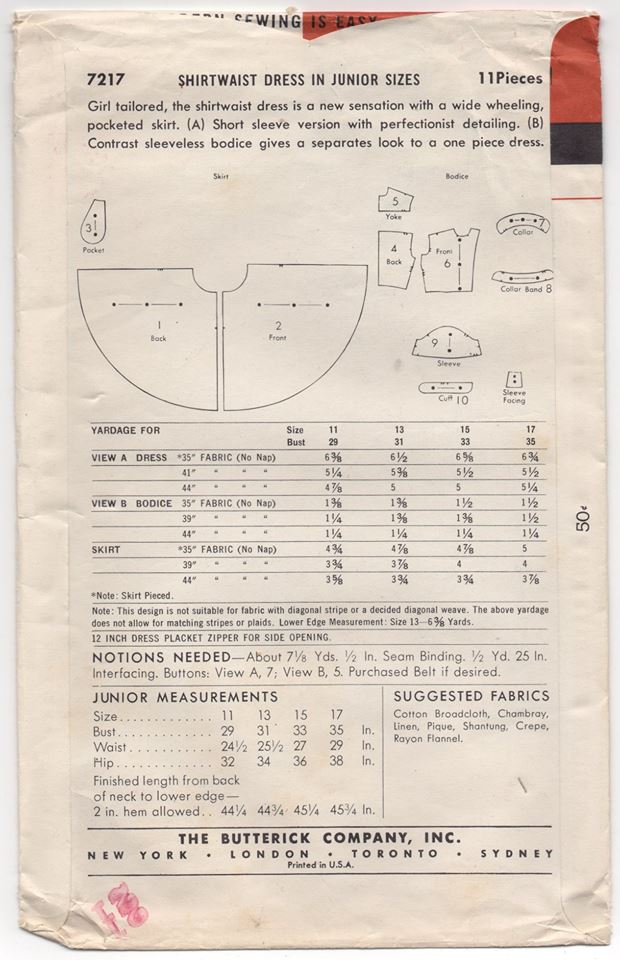 SEWING IS EASY
7217 SHIRTWAIST DRESS IN JUNIOR SIZES 11 Pieces
Girl tailored, the shirtwaist dress is a new sensation with a wide wheeling,
pocketed skirt. (A) Short sleeve version with perfectionist detailing. (B)
Contrast sleeveless bodice gives a separates look to a one piece dress.
Skirt Bodice
3
Pocket
5
Yoke
4
Back
Front
6
7
Collar
Collar Band 8
1
Back
2
Front
9
Sleeve
Cuff 10
Sleeve
Facing
YARDAGE FOR Size 11 13 15 17
Bust 29 31 33 35
VIEW A DRESS *35" FABRIC (No Nap) 6⅜ 6½ 6⅝ 6¾
41" " " " 5¼ 5⅜ 5½ 5½
44" " " " 4⅞ 5 5 5¼
VIEW B BODICE 35" FABRIC (No Nap) 1⅜ 1⅜ 1½ 1½
39" " " " 1¼ 1⅜ 1⅜ 1½
44" " " " 1¼ 1¼ 1¼ 1¼
SKIRT *35" FABRIC (No Nap) 4¾ 4⅞ 4⅞ 5
39" " " " 3¾ 3⅞ 4 4
44" " " " 3⅝ 3¾ 3¾ 3⅞
*Note: Skirt Pieced.
Note: This design is not suitable for fabric with diagonal stripe or a decided diagonal weave. The above yardage
does not allow for matching stripes or plaids. Lower Edge Measurement: Size 13—6⅜ Yards.
12 INCH DRESS PLACKET ZIPPER FOR SIDE OPENING.
NOTIONS NEEDED—About 7⅛ Yds. ½ In. Seam Binding. ½ Yd. 25 In.
Interfacing. Buttons: View A, 7; View B, 5. Purchased Belt if desired.
JUNIOR MEASUREMENTS
Size............ 11 13 15 17
Bust............ 29 31 33 35 In.
Waist........... 24½ 25½ 27 29 In.
Hip............. 32 34 36 38 In.
Finished length from back
of neck to lower edge—
2 in. hem allowed.. 44¼ 44¾ 45¼ 45¾ In.
SUGGESTED FABRICS
Cotton Broadcloth, Chambray,
Linen, Pique, Shantung, Crepe,
Rayon Flannel.
50¢
THE BUTTERICK COMPANY, INC.
NEW YORK • LONDON • TORONTO • SYDNEY
Printed in U.S.A.